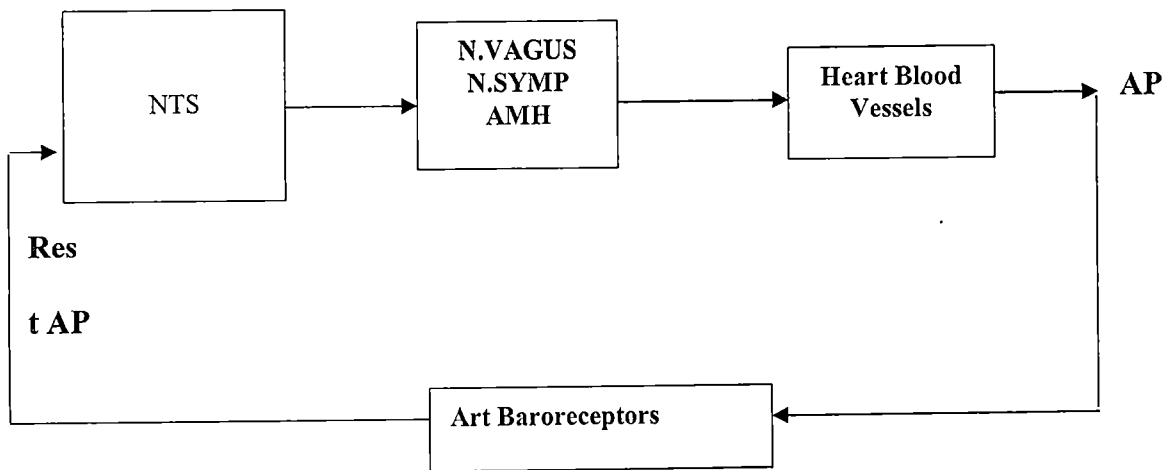 NTS
N.VAGUS
N.SYMP
AMH
Heart Blood
Vessels
AP
Res
t AP
Art Baroreceptors